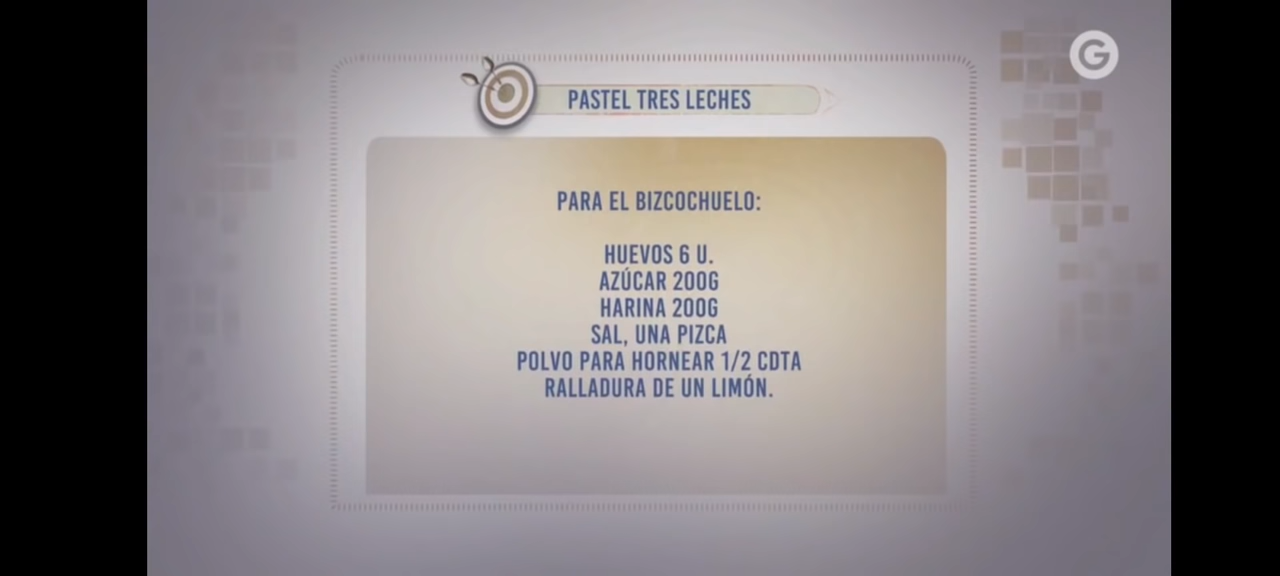 G
PASTEL TRES LECHES
PARA EL BIZCOCHUELO:
HUEVOS 6 U.
AZÚCAR 200G
HARINA 200G
SAL, UNA PIZCA
POLVO PARA HORNEAR 1/2 CDTA
RALLADURA DE UN LIMÓN.